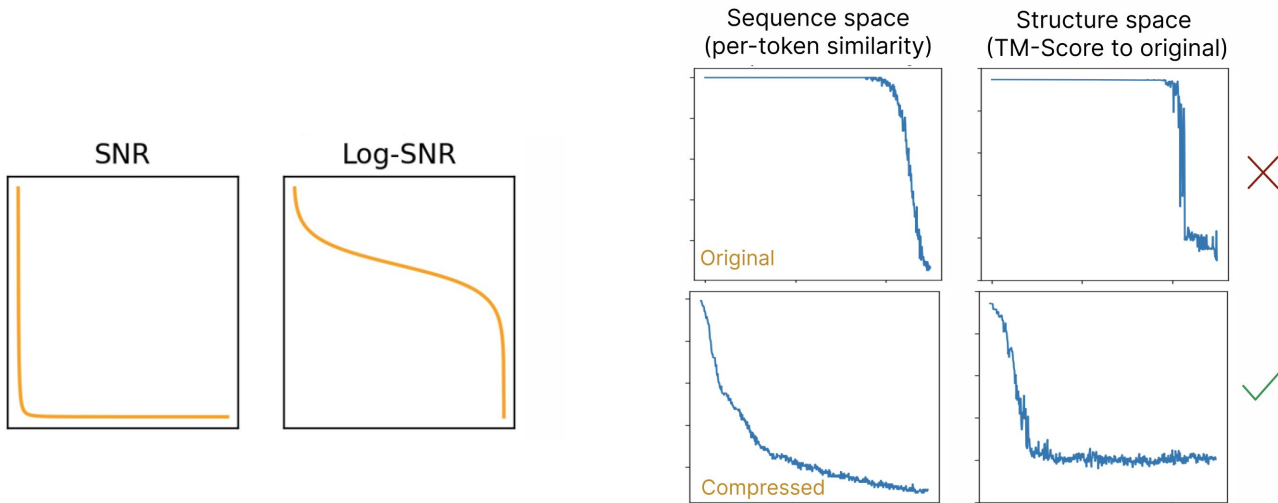 SNR
Log-SNR
Sequence space
(per-token similarity)
Structure space
(TM-Score to original)
Original
Compressed